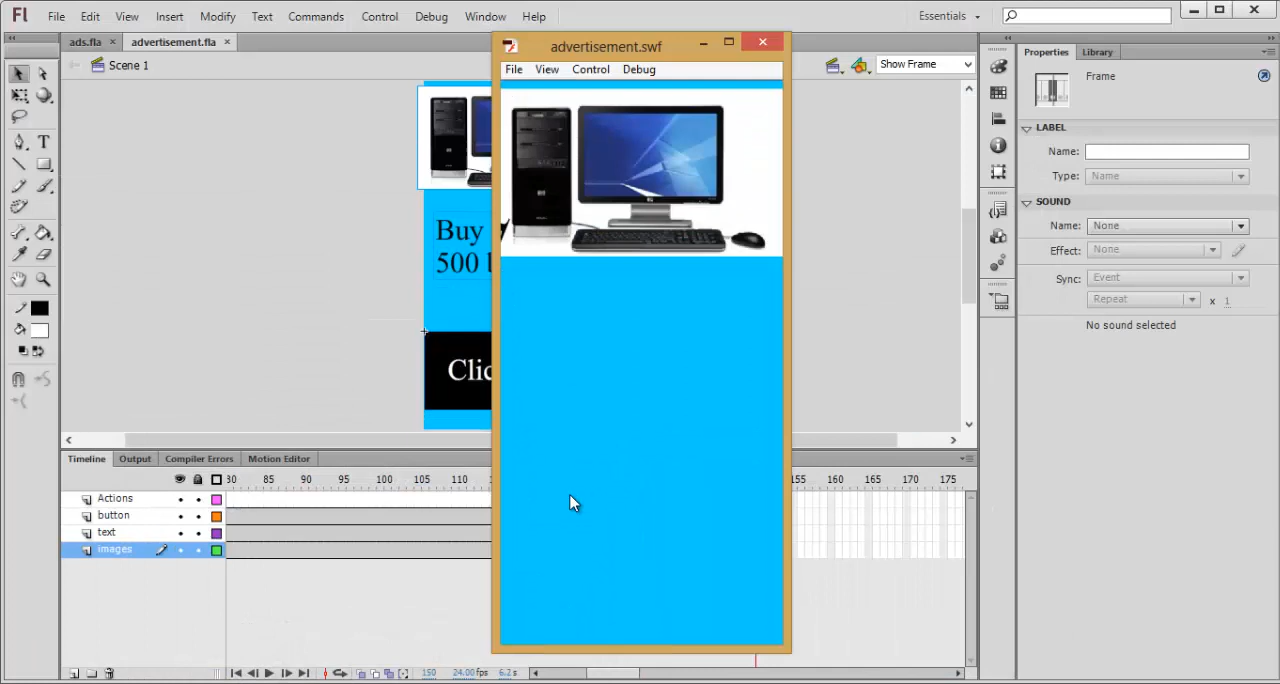 Fl File Edit View Insert Modify Text Commands Control Debug Window Help Essentials
ads.fla × advertisement.fla ×
Scene 1
Show Frame
advertisement.swf
File View Control Debug
Buy
500
Clic
Properties Library
Frame
LABEL
Name:
Type: Name
SOUND
Name: None
Effect: None
Sync: Event
Repeat x 1
No sound selected
Timeline Output Compiler Errors Motion Editor
30 85 90 95 100 105 110 155 160 165 170 175
Actions
button
text
images
150 24.00 fps 6.2 s